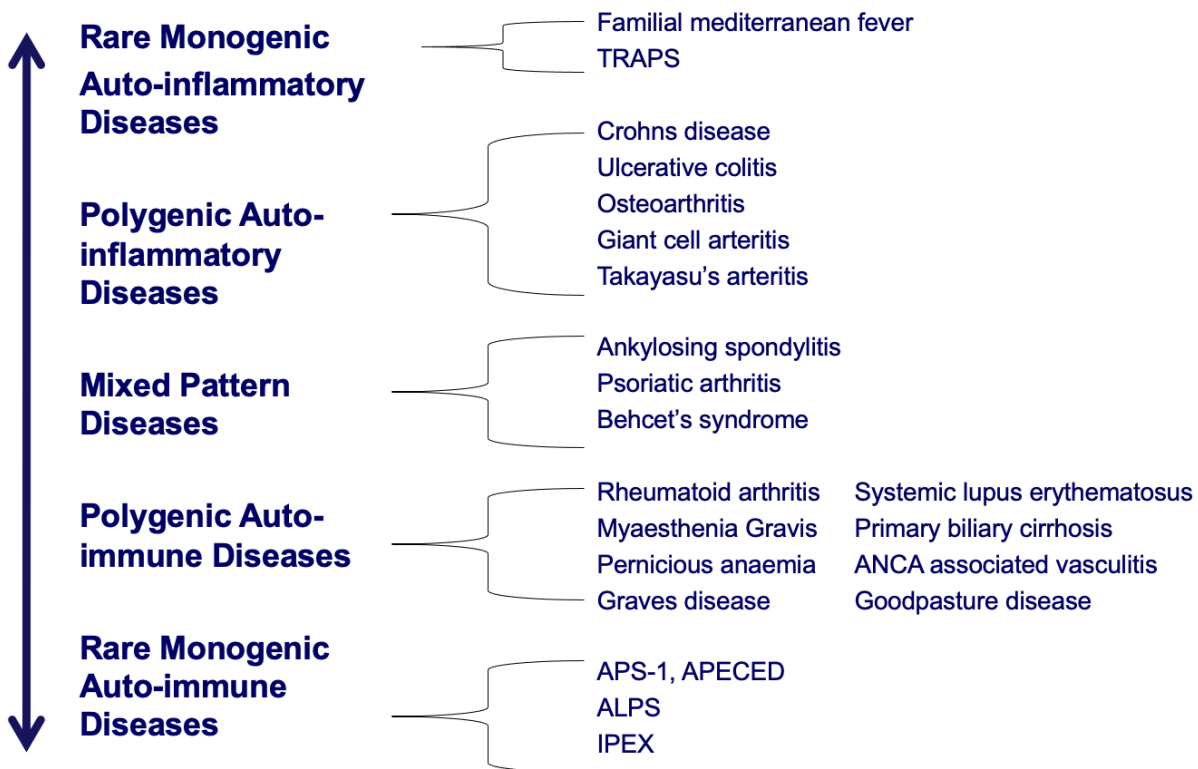 Rare Monogenic
Auto-inflammatory
Diseases
Familial mediterranean fever
TRAPS
Polygenic Auto-
inflammatory
Diseases
Crohns disease
Ulcerative colitis
Osteoarthritis
Giant cell arteritis
Takayasu’s arteritis
Mixed Pattern
Diseases
Ankylosing spondylitis
Psoriatic arthritis
Behcet’s syndrome
Polygenic Auto-
immune Diseases
Rheumatoid arthritis
Myaesthenia Gravis
Pernicious anaemia
Graves disease
Systemic lupus erythematosus
Primary biliary cirrhosis
ANCA associated vasculitis
Goodpasture disease
Rare Monogenic
Auto-immune
Diseases
APS-1, APECED
ALPS
IPEX